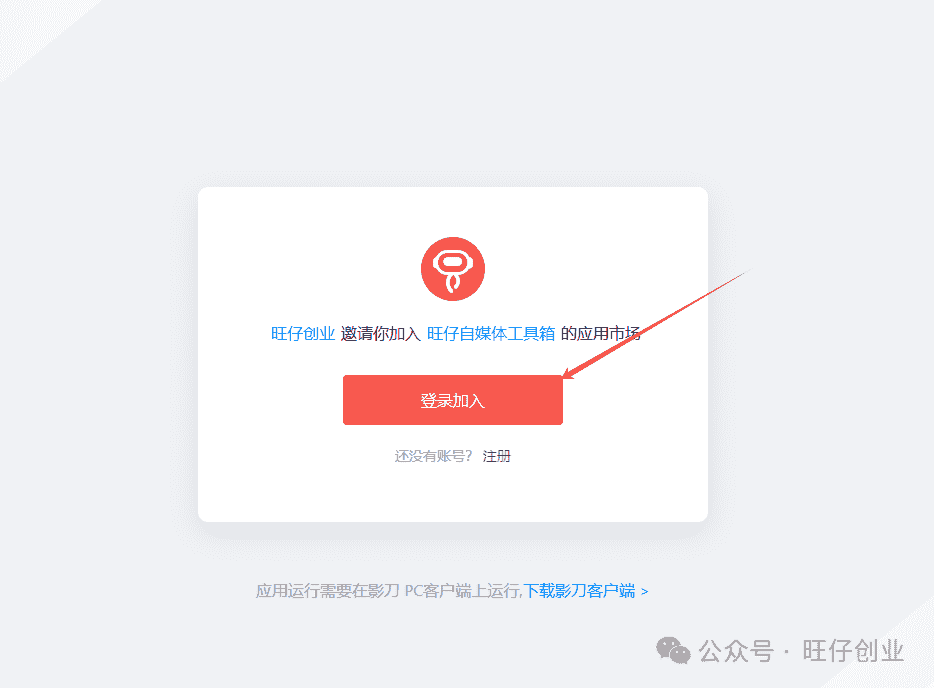 旺仔创业 邀请你加入 旺仔自媒体工具箱 的应用市场
登录加入
还没有账号? 注册
应用运行需要在影刀 PC客户端上运行,下载影刀客户端 >
公众号 · 旺仔创业